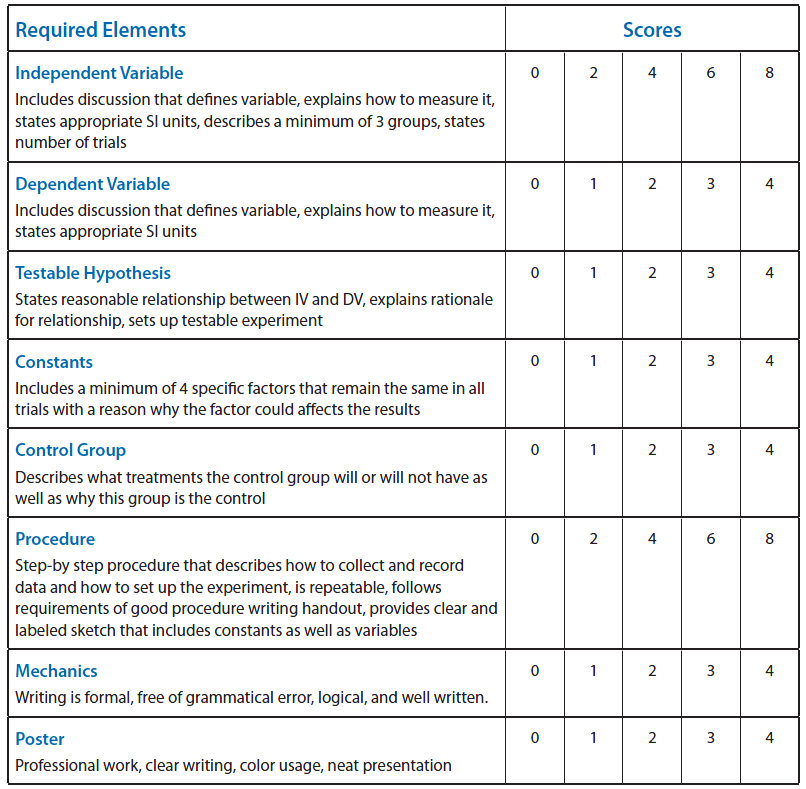 Required Elements Scores
Independent Variable 0 2 4 6 8
Includes discussion that defines variable, explains how to measure it,
states appropriate SI units, describes a minimum of 3 groups, states
number of trials
Dependent Variable 0 1 2 3 4
Includes discussion that defines variable, explains how to measure it,
states appropriate SI units
Testable Hypothesis 0 1 2 3 4
States reasonable relationship between IV and DV, explains rationale
for relationship, sets up testable experiment
Constants 0 1 2 3 4
Includes a minimum of 4 specific factors that remain the same in all
trials with a reason why the factor could affects the results
Control Group 0 1 2 3 4
Describes what treatments the control group will or will not have as
well as why this group is the control
Procedure 0 2 4 6 8
Step-by step procedure that describes how to collect and record
data and how to set up the experiment, is repeatable, follows
requirements of good procedure writing handout, provides clear and
labeled sketch that includes constants as well as variables
Mechanics 0 1 2 3 4
Writing is formal, free of grammatical error, logical, and well written.
Poster 0 1 2 3 4
Professional work, clear writing, color usage, neat presentation